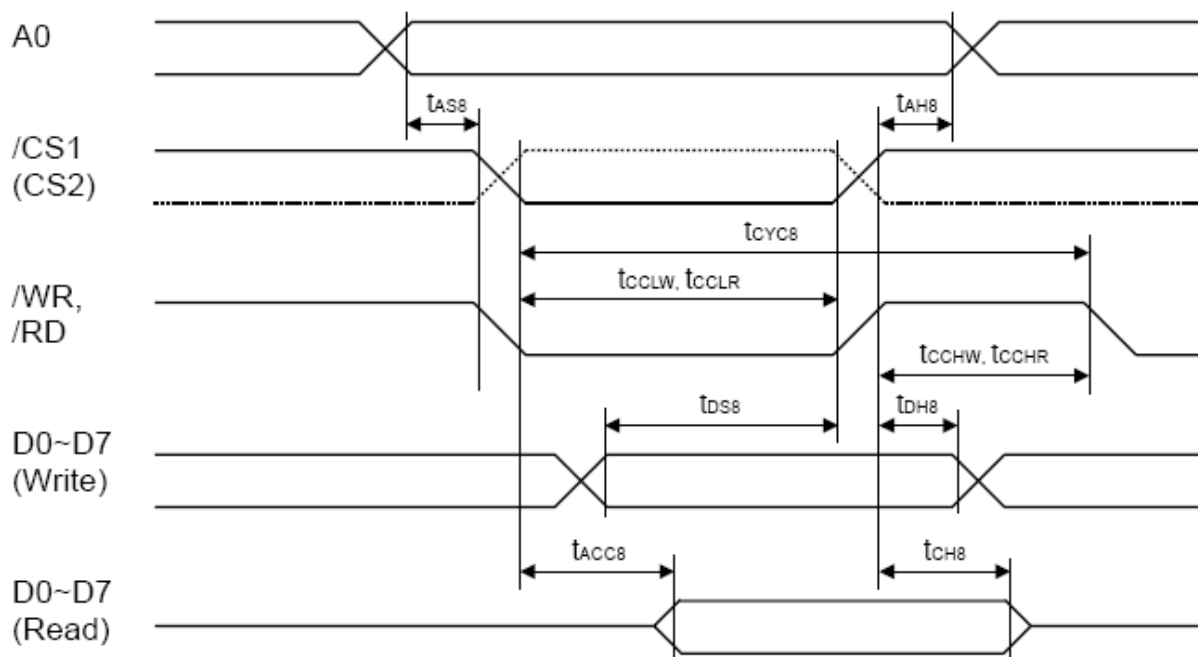 A0
tAS8
tAH8
/CS1
(CS2)
tCYC8
tCCLW, tCCLR
/WR,
/RD
tCCHW, tCCHR
tDS8
tDH8
D0~D7
(Write)
tACC8
tCH8
D0~D7
(Read)